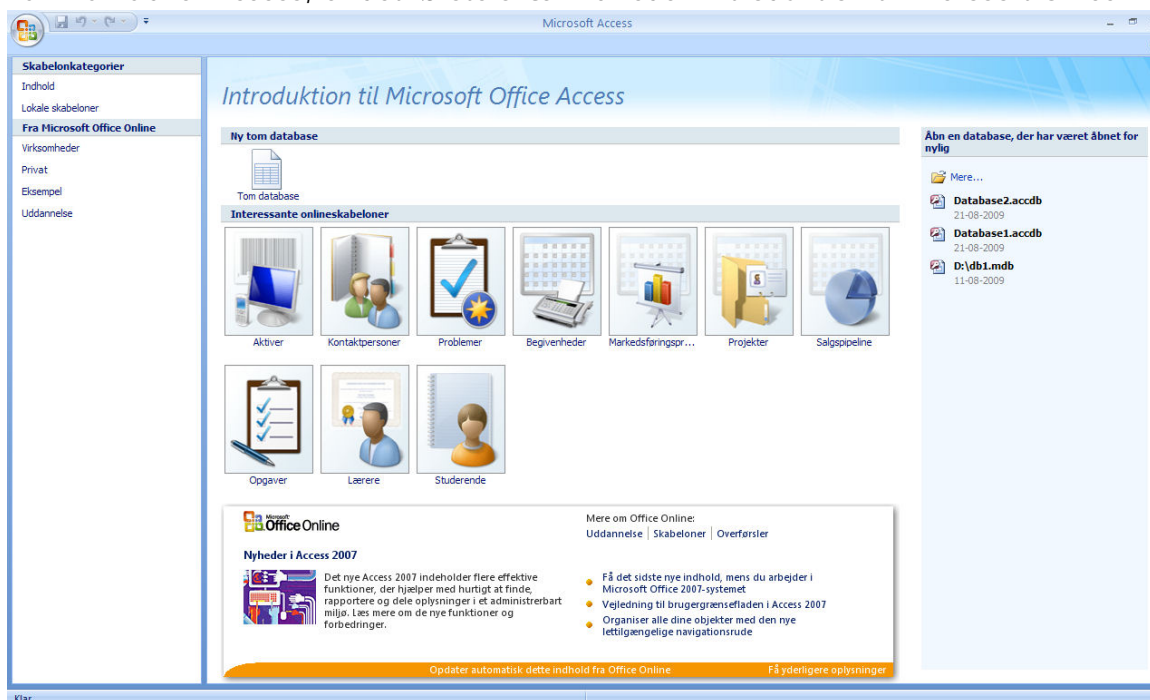 Microsoft Access
Skabelonkategorier
Indhold
Lokale skabeloner
Fra Microsoft Office Online
Virksomheder
Privat
Eksempel
Uddannelse
Introduktion til Microsoft Office Access
Ny tom database
Tom database
Interessante onlineskabeloner
Aktiver
Kontaktpersoner
Problemer
Begivenheder
Markedsføringspr...
Projekter
Salgspipeline
Opgaver
Lærere
Studerende
Microsoft
Office Online
Nyheder i Access 2007
Det nye Access 2007 indeholder flere effektive
funktioner, der hjælper med hurtigt at finde,
rapportere og dele oplysninger i et administrerbart
miljø. Læs mere om de nye funktioner og
forbedringer.
Mere om Office Online:
Uddannelse | Skabeloner | Overførsler
Få det sidste nye indhold, mens du arbejder i
Microsoft Office 2007-systemet
Vejledning til brugergrænsefladen i Access 2007
Organiser alle dine objekter med den nye
lettilgængelige navigationsrude
Opdater automatisk dette indhold fra Office Online
Få yderligere oplysninger
Åbn en database, der har været åbnet for
nylig
Mere...
Database2.accdb
21-08-2009
Database1.accdb
21-08-2009
D:\db1.mdb
11-08-2009
Klar